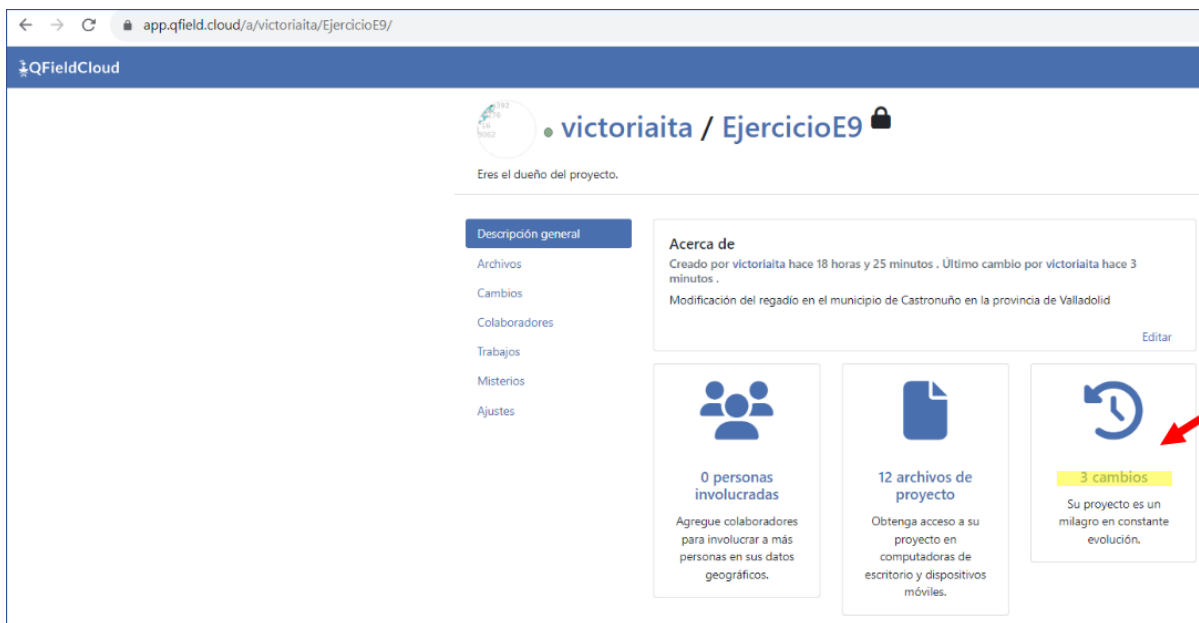 app.qfield.cloud/a/victoriaita/EjercicioE9/
QFieldCloud
victoriaita / EjercicioE9
Eres el dueño del proyecto.
Descripción general
Archivos
Cambios
Colaboradores
Trabajos
Misterios
Ajustes
Acerca de
Creado por victoriaita hace 18 horas y 25 minutos . Último cambio por victoriaita hace 3
minutos .
Modificación del regadío en el municipio de Castronuño en la provincia de Valladolid
Editar
0 personas
involucradas
Agregue colaboradores
para involucrar a más
personas en sus datos
geográficos.
12 archivos de
proyecto
Obtenga acceso a su
proyecto en
computadoras de
escritorio y dispositivos
móviles.
3 cambios
Su proyecto es un
milagro en constante
evolución.